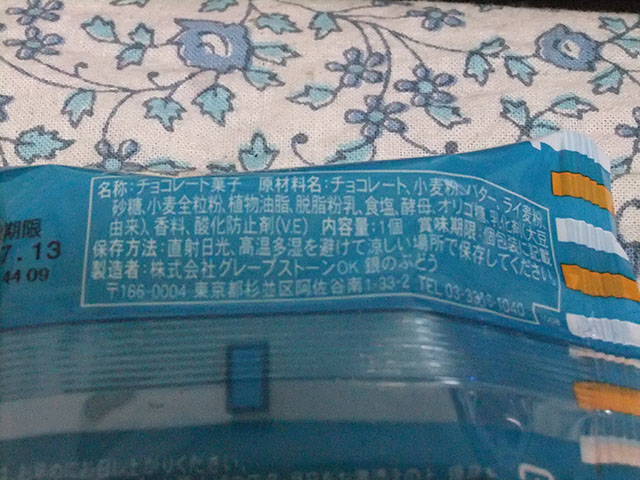 名称:チョコレート菓子 原材料名:チョコレート、小麦粉、バター、ライ麦粉、
砂糖、小麦全粒粉、植物油脂、脱脂粉乳、食塩、酵母、オリゴ糖、乳化剤(大豆
由来)、香料、酸化防止剤(V.E) 内容量:1個 賞味期限:個包装に記載
保存方法:直射日光、高温多湿を避けて涼しい場所で保存してください。
製造者:株式会社グレープストーンOK 銀のぶどう
〒166-0004 東京都杉並区阿佐谷南1-33-2 TEL 03-
期限
7.13
44 09